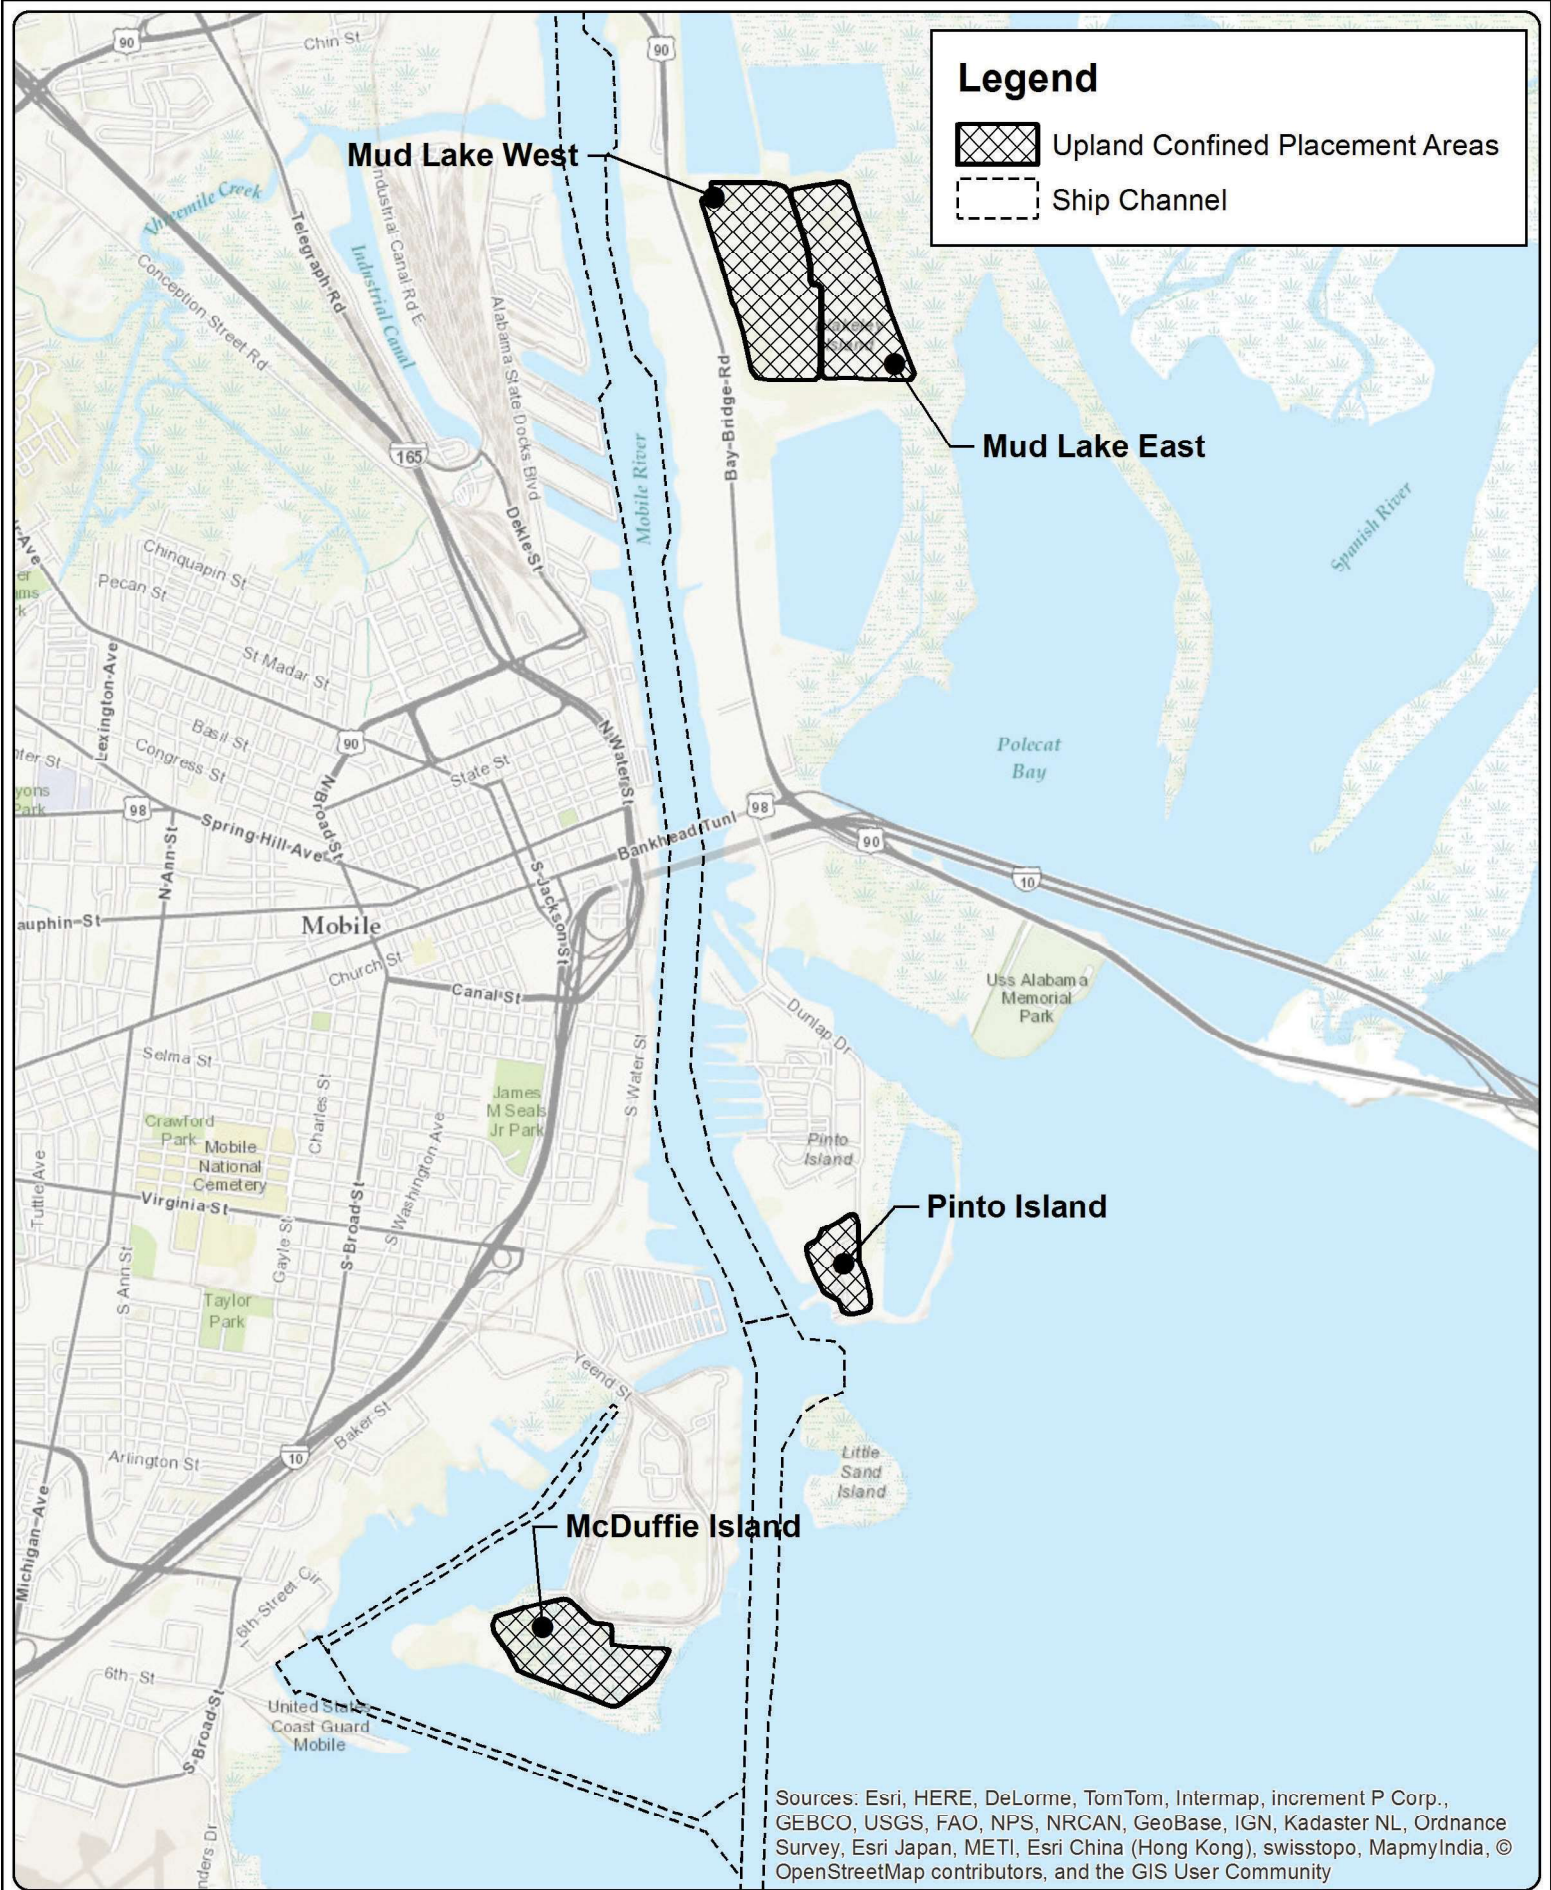 90
Chin St
90
Legend
Upland Confined Placement Areas
Ship Channel
Mud Lake West
Industrial Canal Rd E
Telegraph-Rd
Conception Street Rd
Industrial Canal
Alabama State Docks Blvd
Island
Bay-Bridge-Rd
Mud Lake East
Mobile River
165
Dekle-St
Spanish River
Chinquapin St
Pecan St
St Madar St
Lexington-Ave
Basil St
Congress St
90
N-Water-St
State St
N-Broad-St
Polecat
Bay
98
Spring-Hill-Ave
N-Ann-St
Bankhead Tunl
98
90
10
S-Jackson-St
auphin-St
Mobile
Church St
Canal-St
Uss Alabama
Memorial
Park
Dunlap Dr
Selma St
S Water St
Charles St
James
M Seals
Jr Park
Crawford
Park
Mobile
National
Cemetery
S Washington Ave
Pinto
Island
Tuttle Ave
Virginia-St
S-Broad-St
Gayle St
S Ann St
Pinto Island
Taylor
Park
Yeend St
Baker St
10
Arlington St
Little
Sand
Island
Michigan-Ave
McDuffie Island
6th-Street Cir
6th-St
S-Broad-St
United States
Coast Guard
Mobile
nders Dr
Sources: Esri, HERE, DeLorme, TomTom, Intermap, increment P Corp.,
GEBCO, USGS, FAO, NPS, NRCAN, GeoBase, IGN, Kadaster NL, Ordnance
Survey, Esri Japan, METI, Esri China (Hong Kong), swisstopo, MapmyIndia, ©
OpenStreetMap contributors, and the GIS User Community